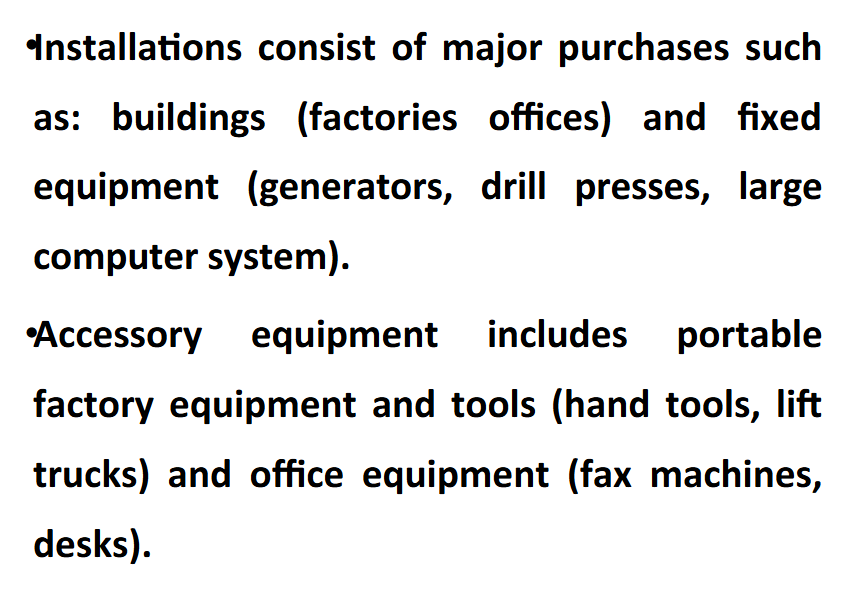 •Installations consist of major purchases such
as: buildings (factories offices) and fixed
equipment (generators, drill presses, large
computer system).
•Accessory equipment includes portable
factory equipment and tools (hand tools, lift
trucks) and office equipment (fax machines,
desks).